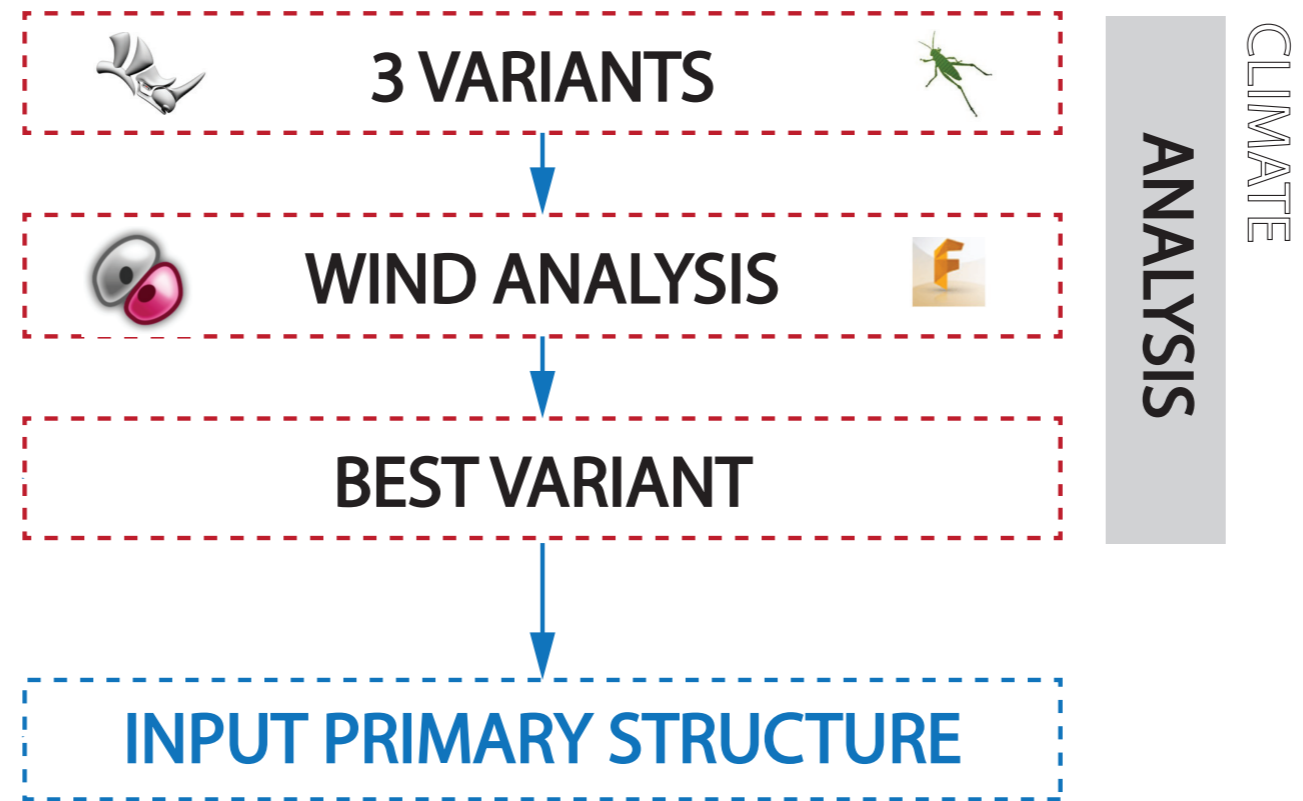 3 VARIANTS
WIND ANALYSIS
BEST VARIANT
INPUT PRIMARY STRUCTURE
ANALYSIS
CLIMATE